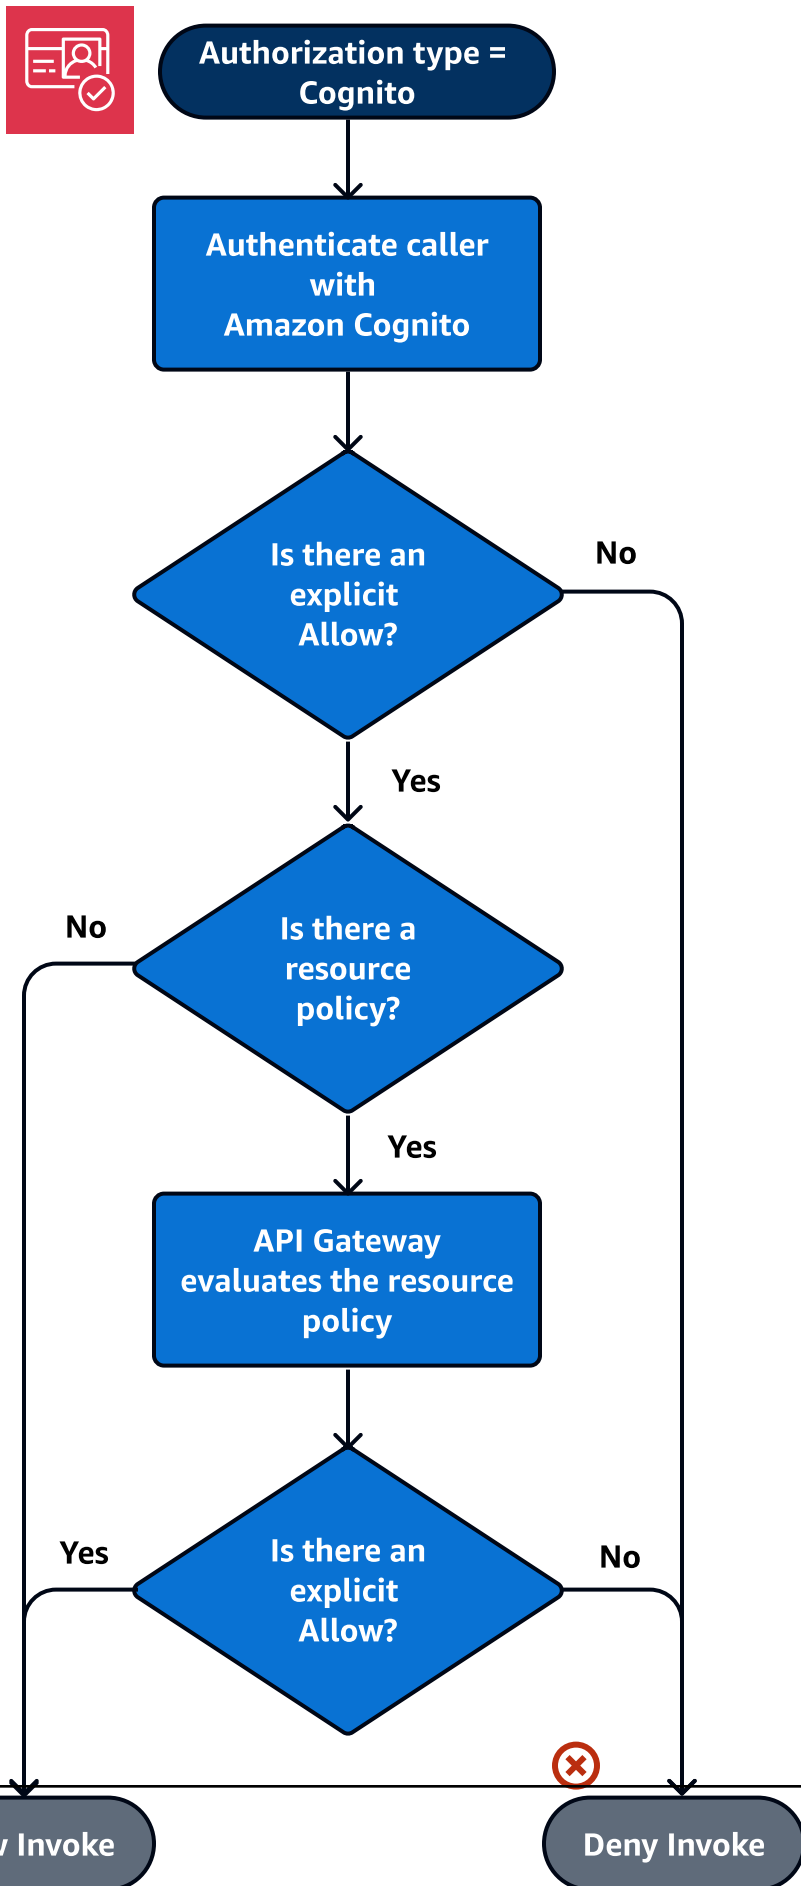 Authorization type =
Cognito
Authenticate caller
with
Amazon Cognito
Is there an
explicit
Allow?
No
Yes
Is there a
resource
policy?
No
Yes
API Gateway
evaluates the resource
policy
Is there an
explicit
Allow?
Yes
No
Invoke
Deny Invoke